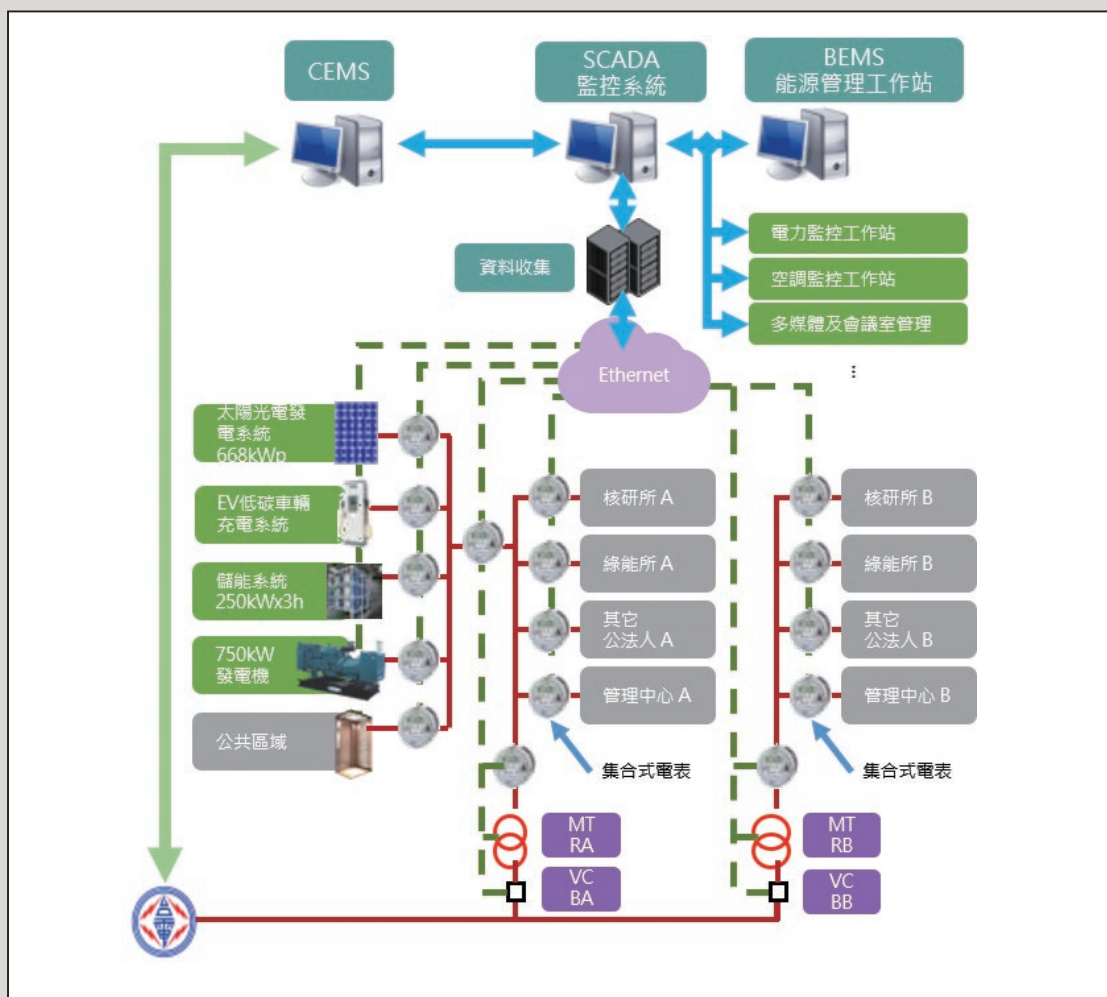 CEMS
SCADA
監控系統
BEMS
能源管理工作站
資料收集
電力監控工作站
空調監控工作站
多媒體及會議室管理
⋮
Ethernet
太陽光電發
電系統
668kWp
EV低碳車輛
充電系統
儲能系統
250kWx3h
750kW
發電機
公共區域
核研所 A
綠能所 A
其它
公法人 A
管理中心 A
集合式電表
核研所 B
綠能所 B
其它
公法人 B
管理中心 B
集合式電表
MT
RA
VC
BA
MT
RB
VC
BB
台電